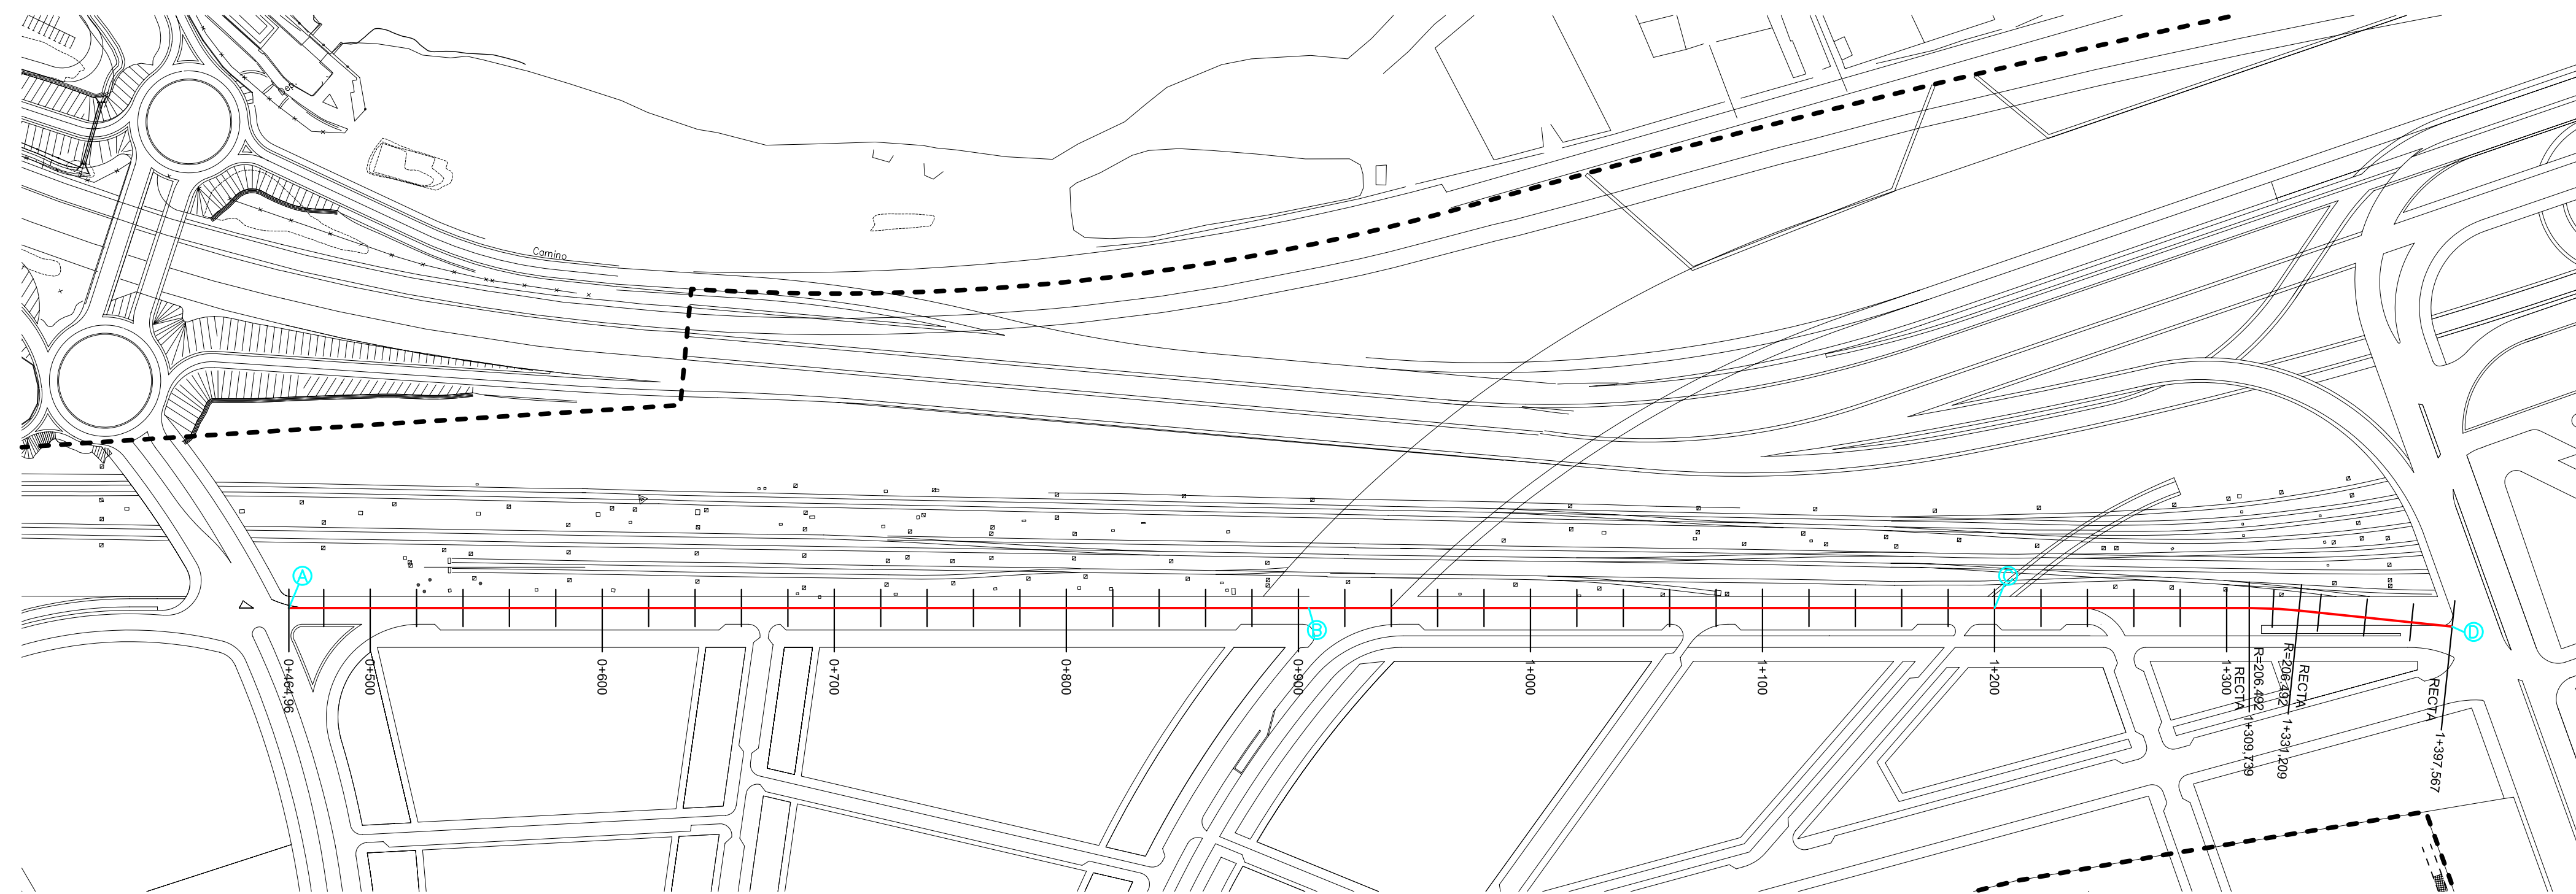 Dep.
Camino
A
B
C
D
0+464,96
0+500
0+600
0+700
0+800
0+900
1+000
1+100
1+200
1+300
RECTA
R=206,492
1+309,739
R=206,492
RECTA
1+331,209
RECTA
1+397,567